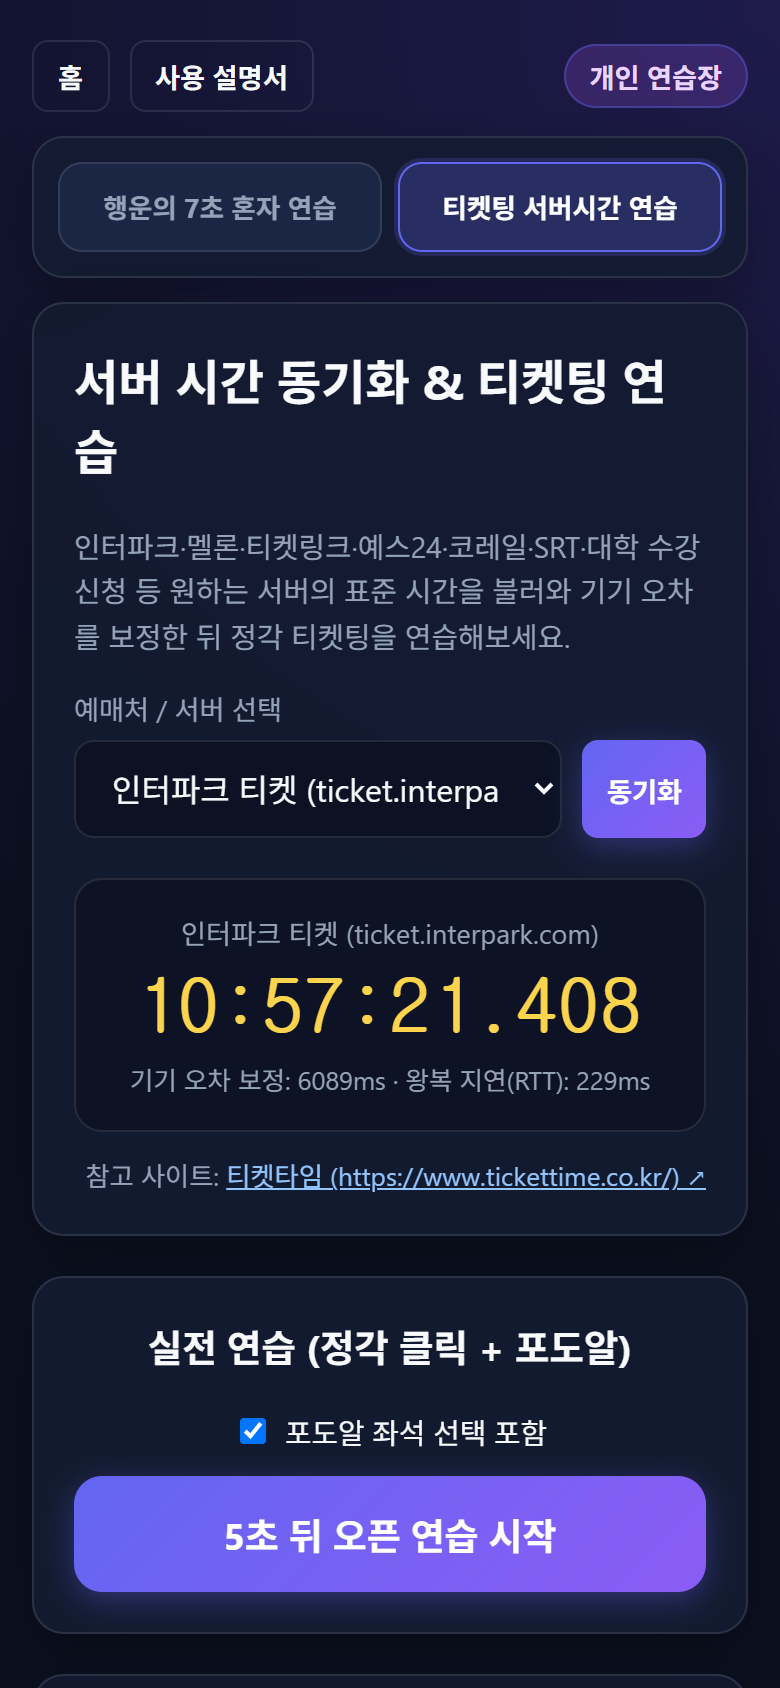 홈
사용 설명서
개인 연습장
행운의 7초 혼자 연습
티켓팅 서버시간 연습
서버 시간 동기화 & 티켓팅 연
습
인터파크·멜론·티켓링크·예스24·코레일·SRT·대학 수강
신청 등 원하는 서버의 표준 시간을 불러와 기기 오차
를 보정한 뒤 정각 티켓팅을 연습해보세요.
예매처 / 서버 선택
인터파크 티켓 (ticket.interpa
동기화
인터파크 티켓 (ticket.interpark.com)
10:57:21.408
기기 오차 보정: 6089ms · 왕복 지연(RTT): 229ms
참고 사이트: 티켓타임 (https://www.tickettime.co.kr/) ↗
실전 연습 (정각 클릭 + 포도알)
포도알 좌석 선택 포함
5초 뒤 오픈 연습 시작